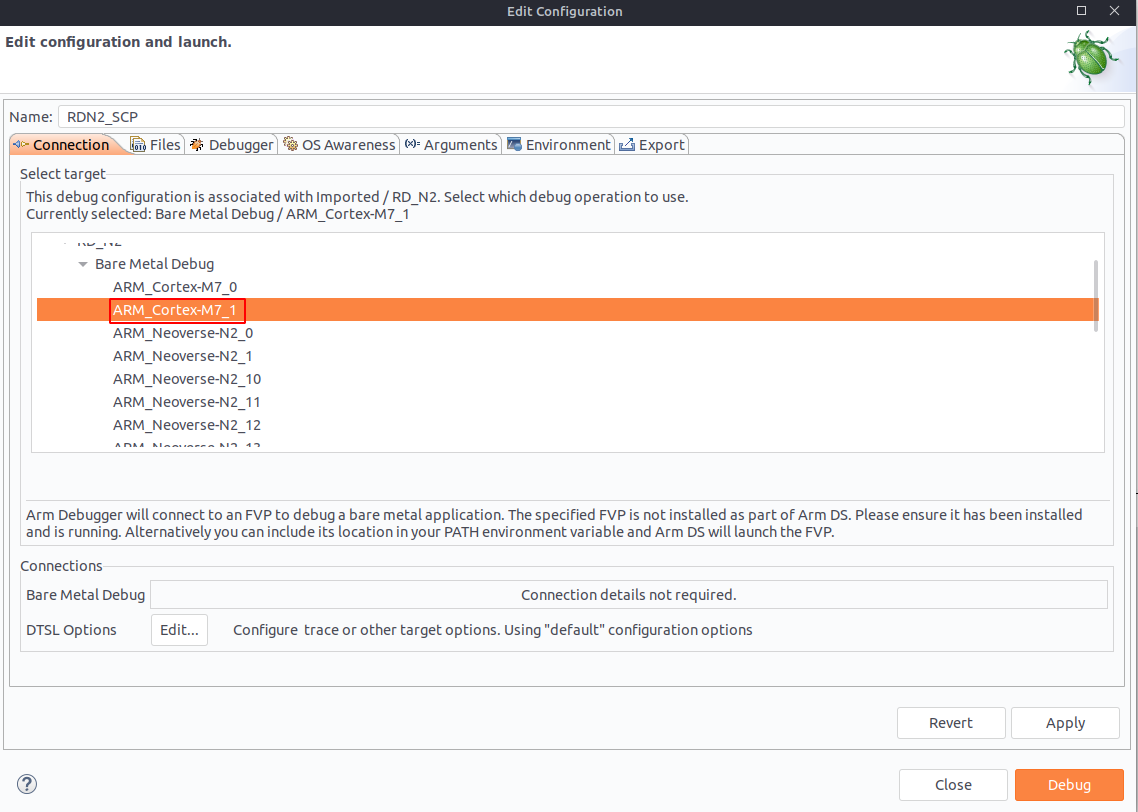 Edit Configuration
Edit configuration and launch.
Name: RDN2_SCP
Connection Files Debugger OS Awareness Arguments Environment Export
Select target
This debug configuration is associated with Imported / RD_N2. Select which debug operation to use.
Currently selected: Bare Metal Debug / ARM_Cortex-M7_1
RD_N2
Bare Metal Debug
ARM_Cortex-M7_0
ARM_Cortex-M7_1
ARM_Neoverse-N2_0
ARM_Neoverse-N2_1
ARM_Neoverse-N2_10
ARM_Neoverse-N2_11
ARM_Neoverse-N2_12
ARM_Neoverse-N2_13
Arm Debugger will connect to an FVP to debug a bare metal application. The specified FVP is not installed as part of Arm DS. Please ensure it has been installed
and is running. Alternatively you can include its location in your PATH environment variable and Arm DS will launch the FVP.
Connections
Bare Metal Debug Connection details not required.
DTSL Options Edit... Configure trace or other target options. Using "default" configuration options
Revert Apply
? Close Debug